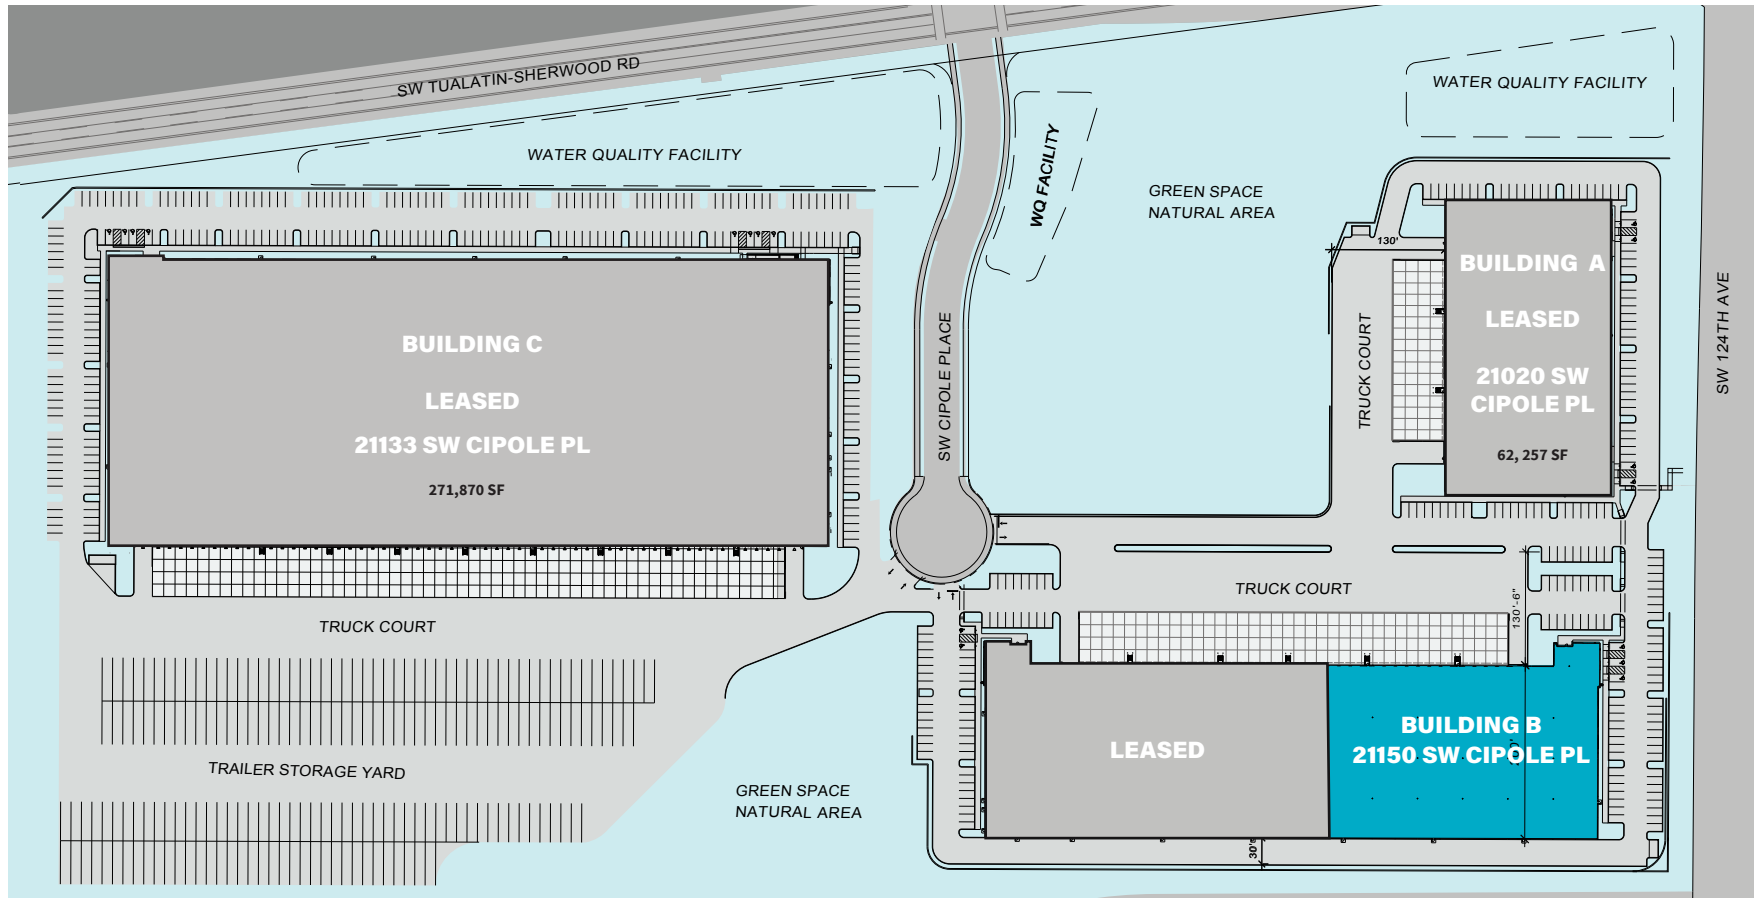 SW TUALATIN-SHERWOOD RD
WATER QUALITY FACILITY
WATER QUALITY FACILITY
WQ FACILITY
GREEN SPACE
NATURAL AREA
SW 124TH AVE
130'
BUILDING A
LEASED
21020 SW
CIPOLE PL
62, 257 SF
TRUCK COURT
SW CIPOLE PLACE
BUILDING C
LEASED
21133 SW CIPOLE PL
271,870 SF
TRUCK COURT
TRUCK COURT
130'-6"
TRAILER STORAGE YARD
GREEN SPACE
NATURAL AREA
LEASED
BUILDING B
21150 SW CIPOLE PL
30'